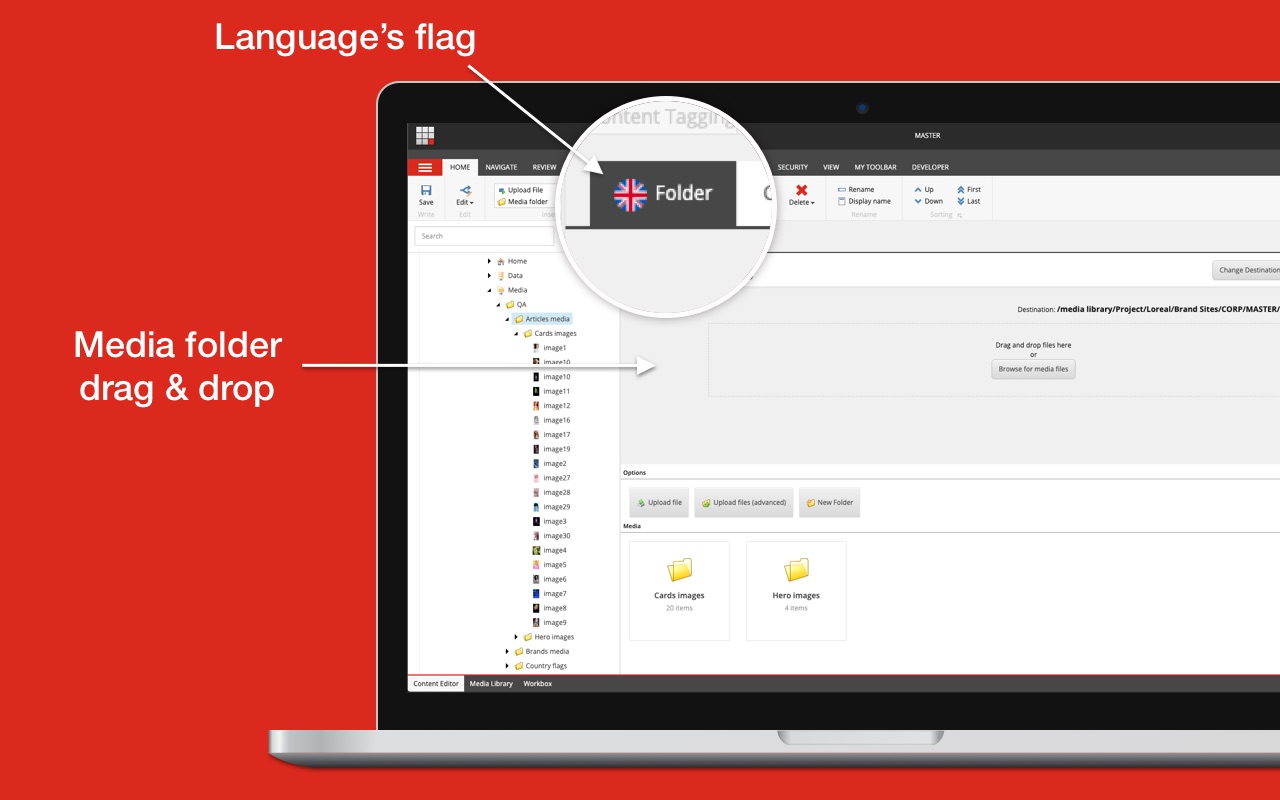 Language's flag
ontent Tagging
MASTER
HOME
NAVIGATE
REVIEW
SECURITY
VIEW
MY TOOLBAR
DEVELOPER
Folder
Save
Write
Edit
Edit
Upload File
Media folder
Delete
Rename
Display name
Rename
Up
Down
First
Last
Sorting
Search
Change Destination
Home
Data
Media
QA
Articles media
Cards images
image1
image10
image10
image11
image12
image16
image17
image19
image2
image27
image28
image29
image3
image30
image4
image5
image6
image7
image8
image9
Hero images
Brands media
Country flags
Media folder
drag & drop
Destination: /media library/Project/Loreal/Brand Sites/CORP/MASTER/
Drag and drop files here
or
Browse for media files
Options
Upload file
Upload files (advanced)
New Folder
Media
Cards images
20 items
Hero images
4 items
Content Editor
Media Library
Workbox